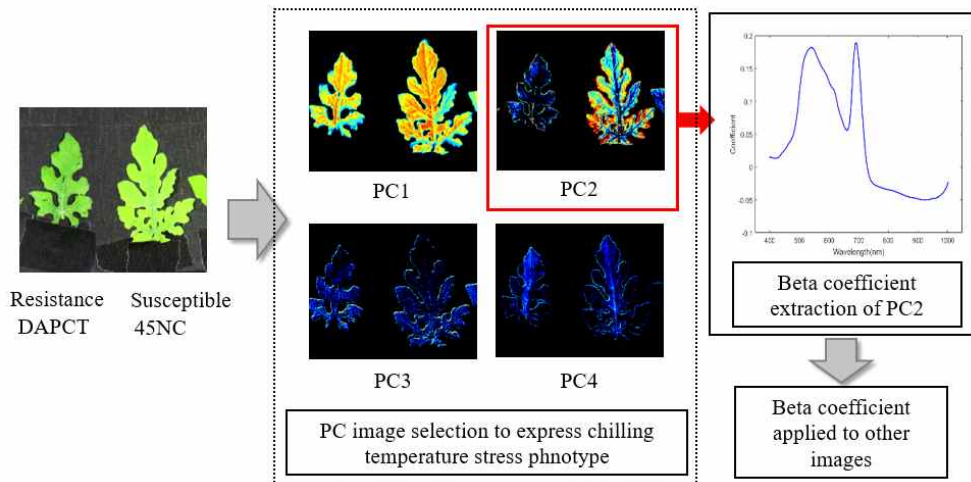 Resistance Susceptible
DAPCT 45NC
PC1
PC2
PC3
PC4
PC image selection to express chilling
temperature stress phnotype
0.2
0.15
0.1
0.05
0
-0.05
-0.1
Coefficient
400 500 600 700 800 900 1000
Wavelength(nm)
Beta coefficient
extraction of PC2
Beta coefficient
applied to other
images